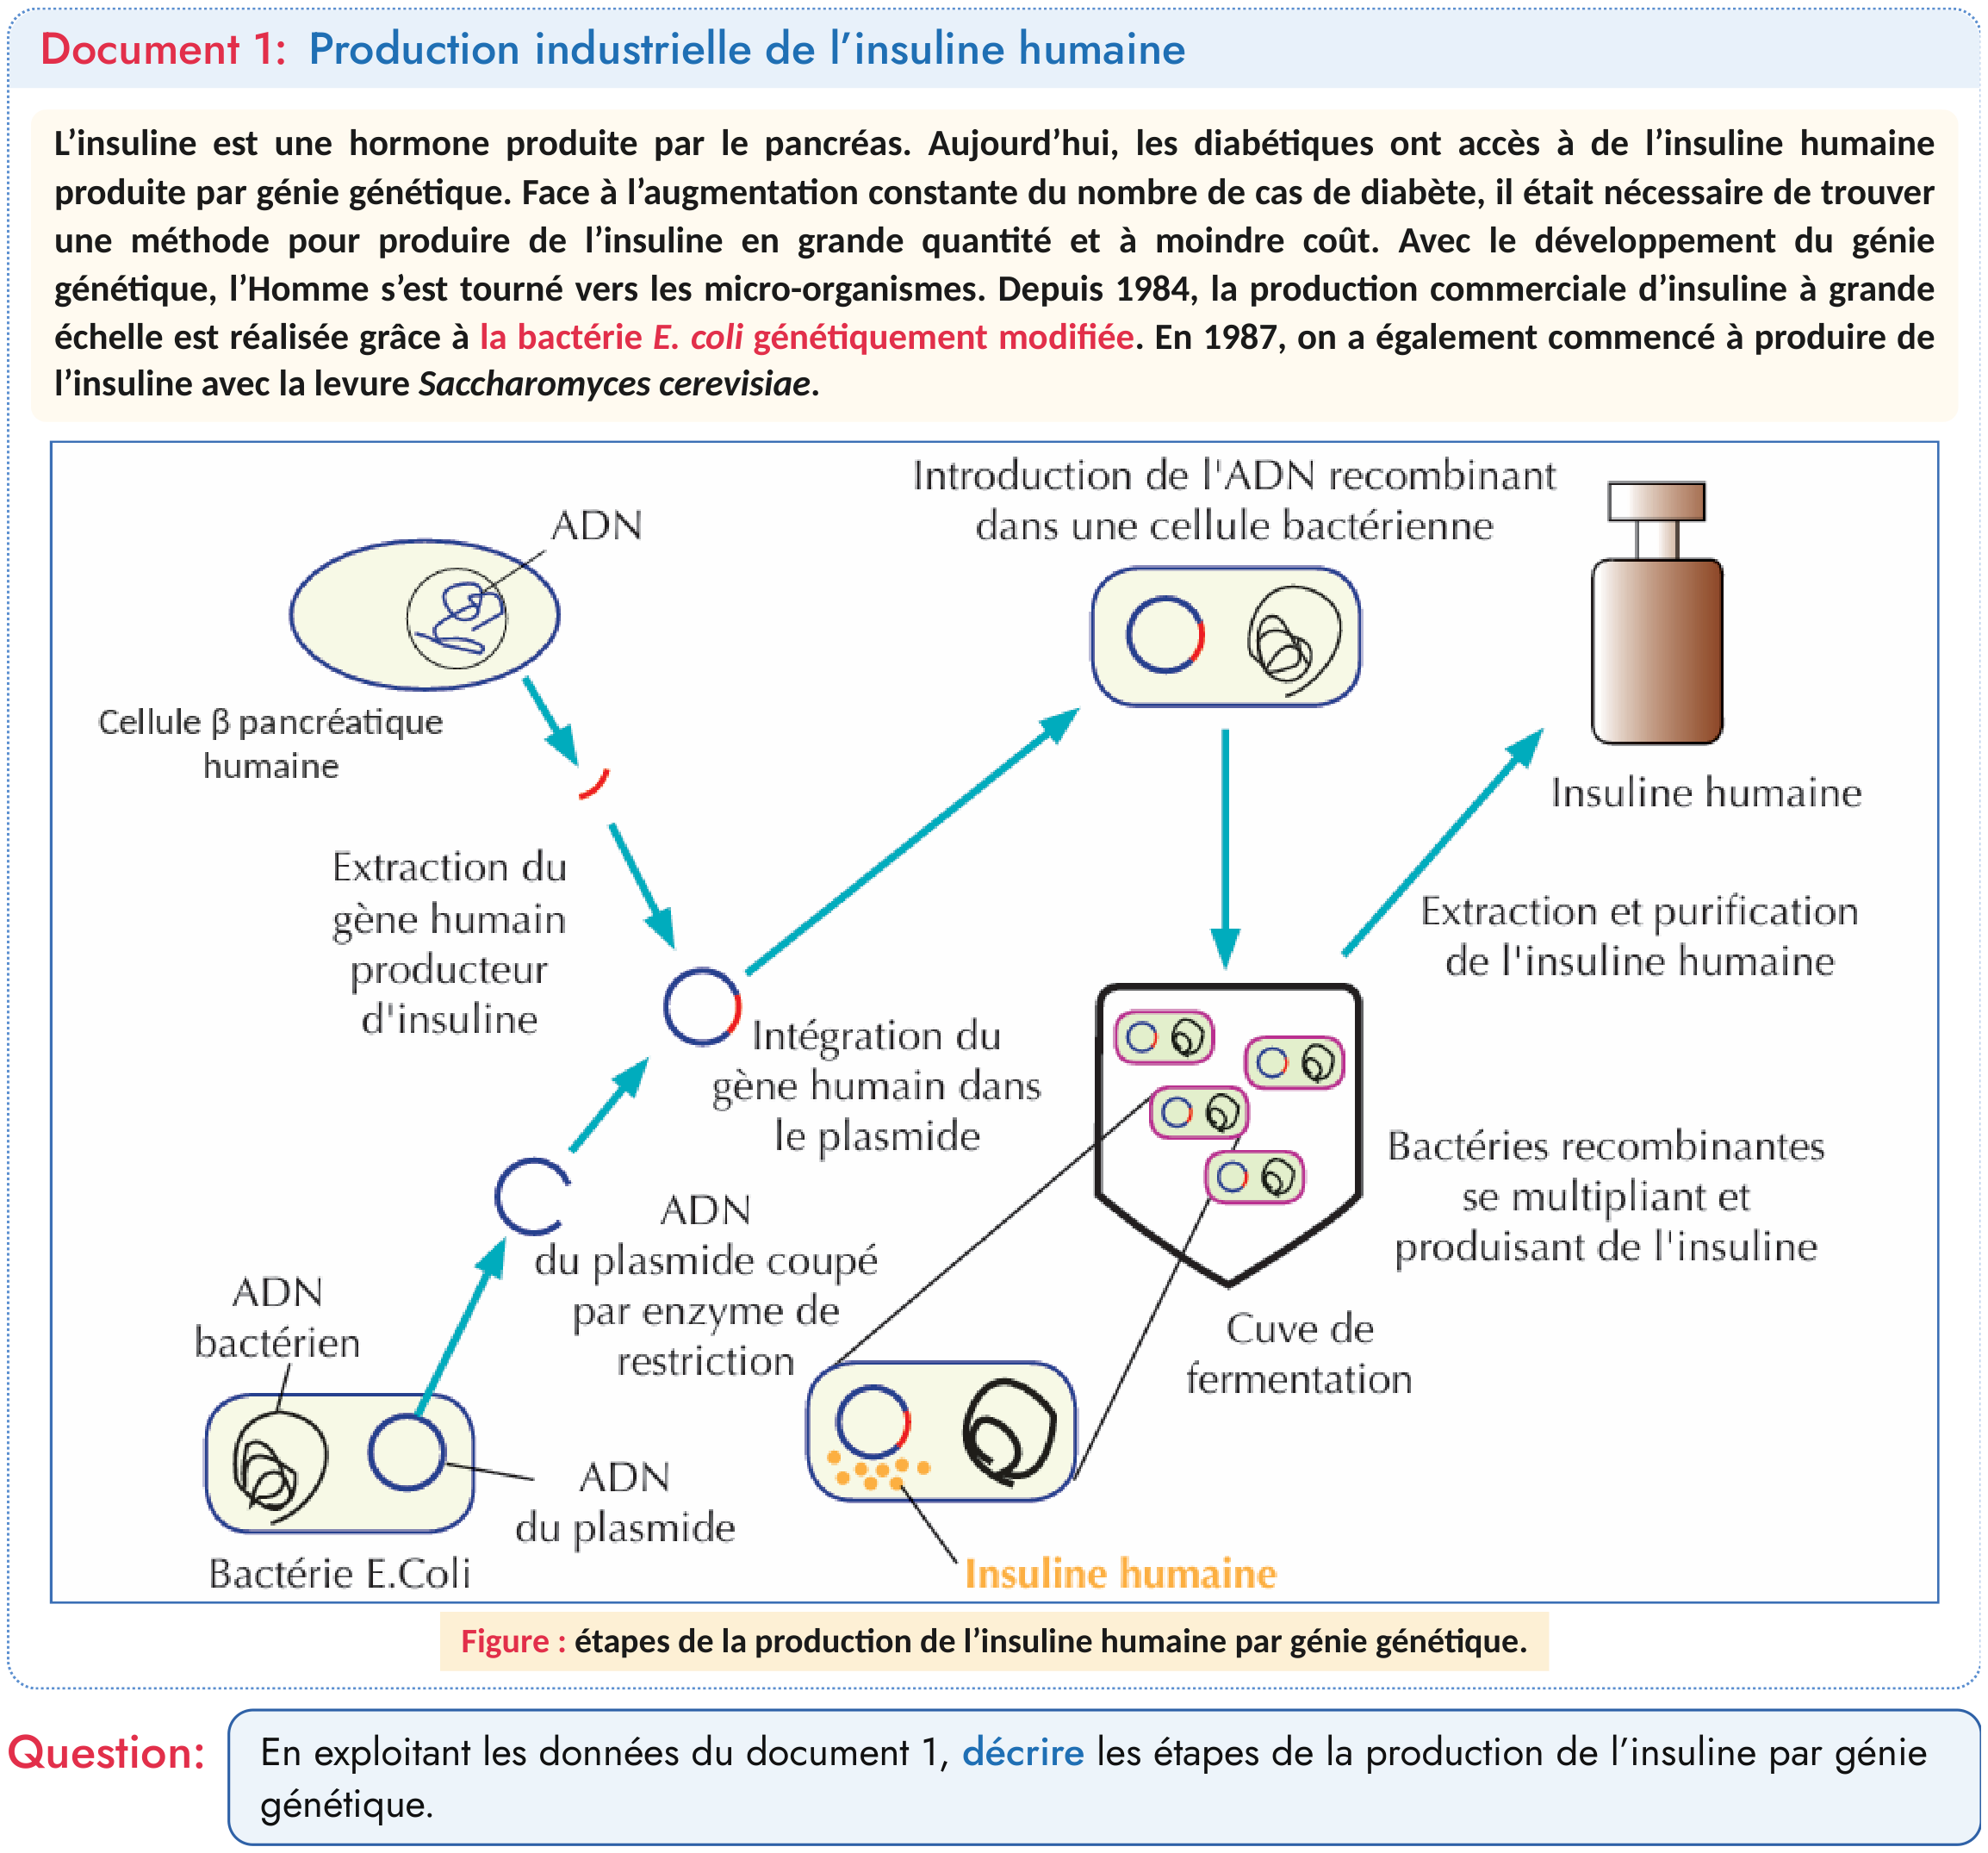 Document 1: Production industrielle de l’insuline humaine
L’insuline est une hormone produite par le pancréas. Aujourd’hui, les diabétiques ont accès à de l’insuline humaine
produite par génie génétique. Face à l’augmentation constante du nombre de cas de diabète, il était nécessaire de trouver
une méthode pour produire de l’insuline en grande quantité et à moindre coût. Avec le développement du génie
génétique, l’Homme s’est tourné vers les micro-organismes. Depuis 1984, la production commerciale d’insuline à grande
échelle est réalisée grâce à la bactérie E. coli génétiquement modifiée. En 1987, on a également commencé à produire de
l’insuline avec la levure Saccharomyces cerevisiae.
ADN
Cellule β pancréatique
humaine
Extraction du
gène humain
producteur
d'insuline
Intégration du
gène humain dans
le plasmide
ADN
du plasmide coupé
par enzyme de
restriction
ADN
bactérien
ADN
du plasmide
Bactérie E.Coli
Introduction de l'ADN recombinant
dans une cellule bactérienne
Insuline humaine
Extraction et purification
de l'insuline humaine
Bactéries recombinantes
se multipliant et
produisant de l'insuline
Cuve de
fermentation
Insuline humaine
Figure : étapes de la production de l’insuline humaine par génie génétique.
Question:
En exploitant les données du document 1, décrire les étapes de la production de l’insuline par génie
génétique.